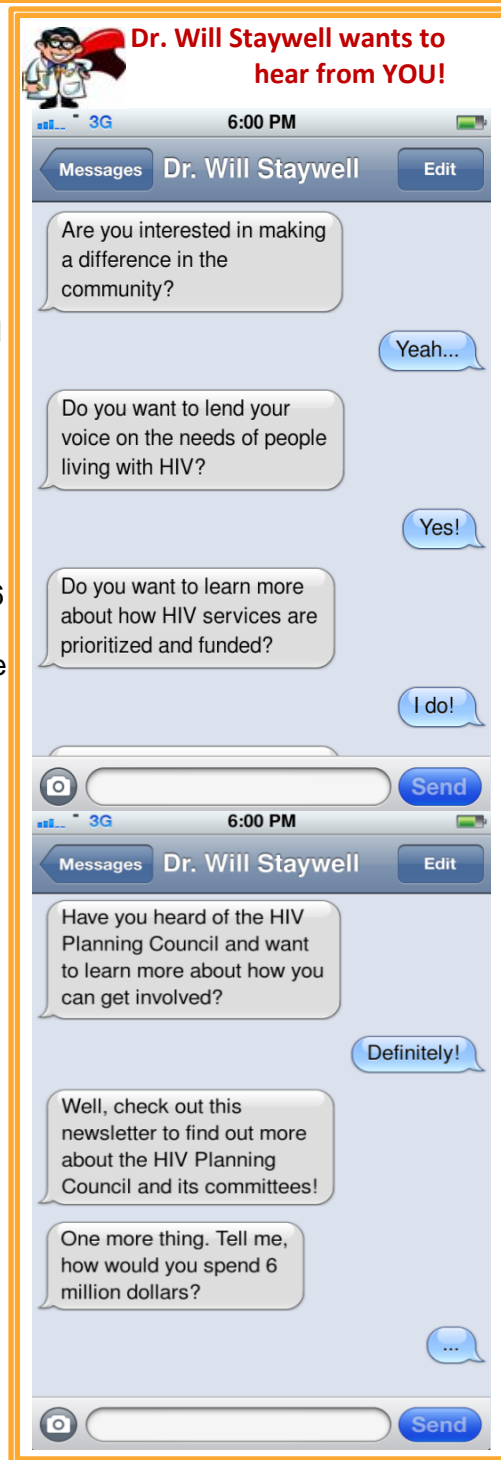 Dr. Will Staywell wants to
hear from YOU!
3G 6:00 PM
Messages Dr. Will Staywell Edit
Are you interested in making
a difference in the
community?
Yeah...
Do you want to lend your
voice on the needs of people
living with HIV?
Yes!
Do you want to learn more
about how HIV services are
prioritized and funded?
I do!
Send
3G 6:00 PM
Messages Dr. Will Staywell Edit
Have you heard of the HIV
Planning Council and want
to learn more about how you
can get involved?
Definitely!
Well, check out this
newsletter to find out more
about the HIV Planning
Council and its committees!
One more thing. Tell me,
how would you spend 6
million dollars?
...
Send